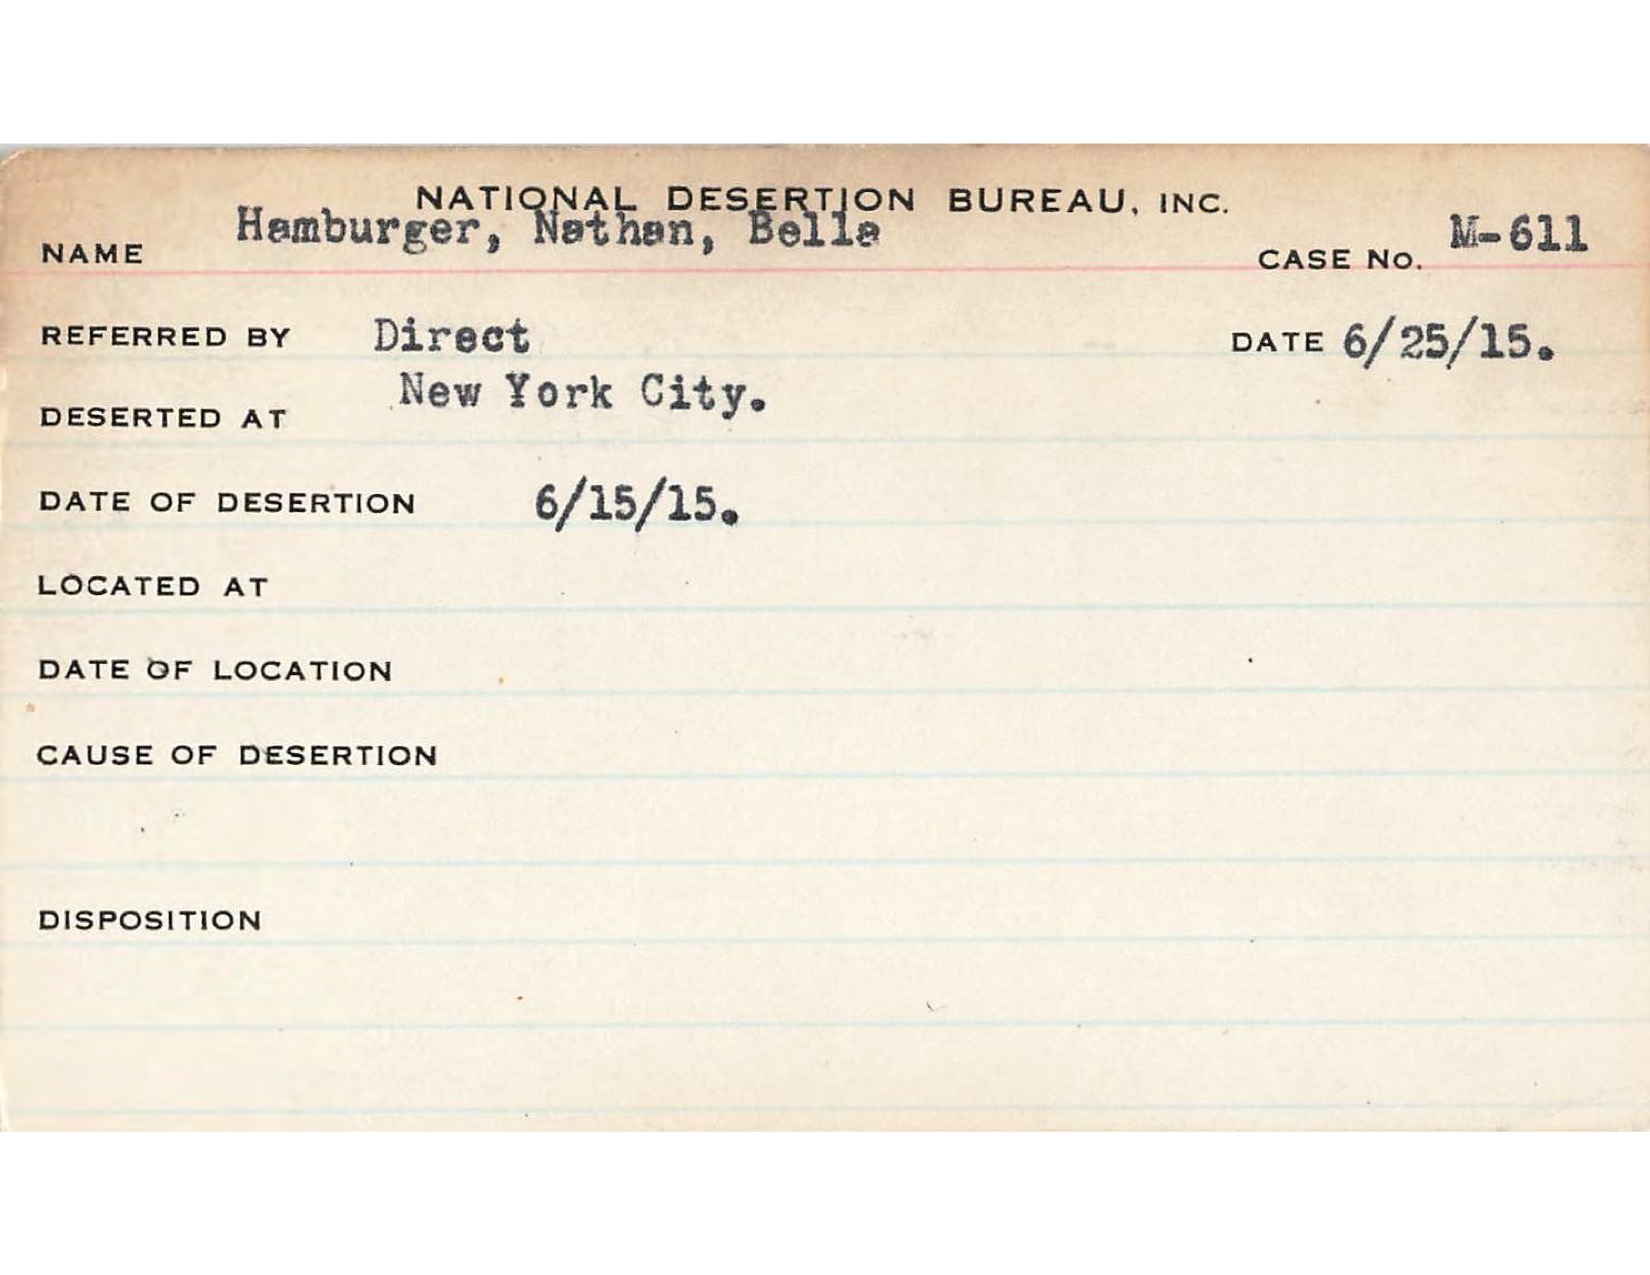 NATIONAL DESERTION BUREAU, INC.
NAME Hamburger, Nathan, Belle CASE No. M-611
REFERRED BY Direct DATE 6/25/15.
DESERTED AT New York City.
DATE OF DESERTION 6/15/15.
LOCATED AT
DATE OF LOCATION
CAUSE OF DESERTION
DISPOSITION